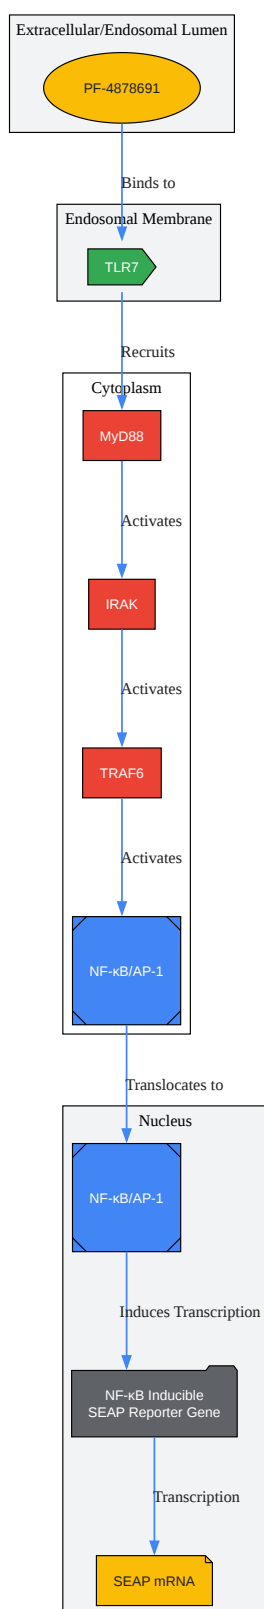 Extracellular/Endosomal Lumen
PF-4878691
Binds to
Endosomal Membrane
TLR7
Recruits
Cytoplasm
MyD88
Activates
IRAK
Activates
TRAF6
Activates
NF-κB/AP-1
Translocates to
Nucleus
NF-κB/AP-1
Induces Transcription
NF-κB Inducible
SEAP Reporter Gene
Transcription
SEAP mRNA